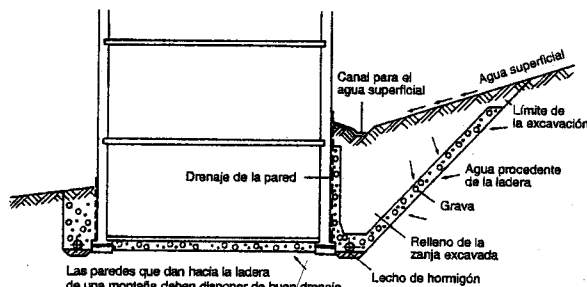 Canal para el
agua superficial
Agua superficial
Límite de
la excavación
Drenaje de la pared
Agua procedente
de la ladera
Grava
Relleno de la
zanja excavada
Lecho de hormigón
Las paredes que dan hacia la ladera
de una montaña deben disponer de buen drenaje